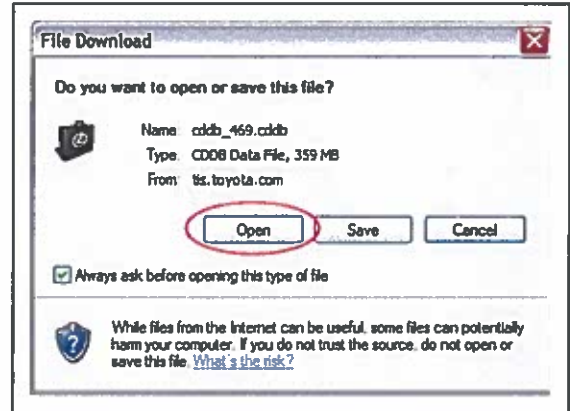 File Download
Do you want to open or save this file?
Name: cddb_469.cddb
Type: CDDB Data File, 359 MB
From: tis.toyota.com
Open Save Cancel
Always ask before opening this type of file
While files from the Internet can be useful, some files can potentially
harm your computer. If you do not trust the source, do not open or
save this file. What's the risk?